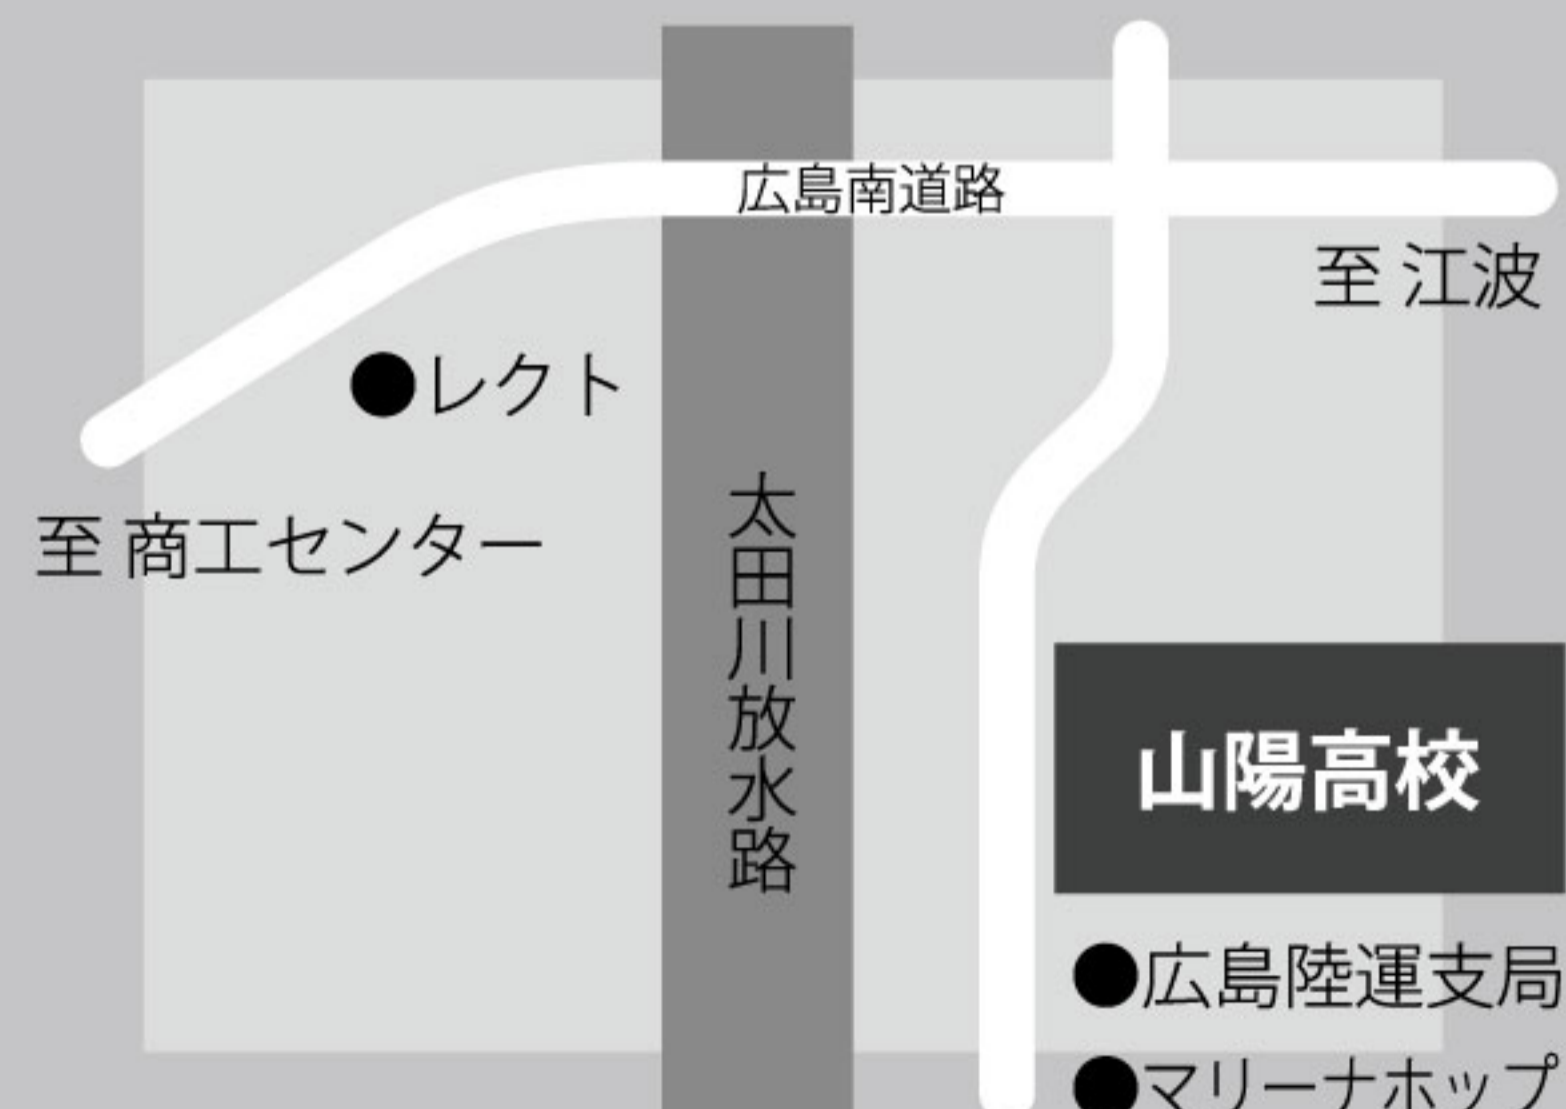 広島南道路
至 江波
●レクト
至 商工センター
太田川放水路
山陽高校
●広島陸運支局
●マリーナホップ